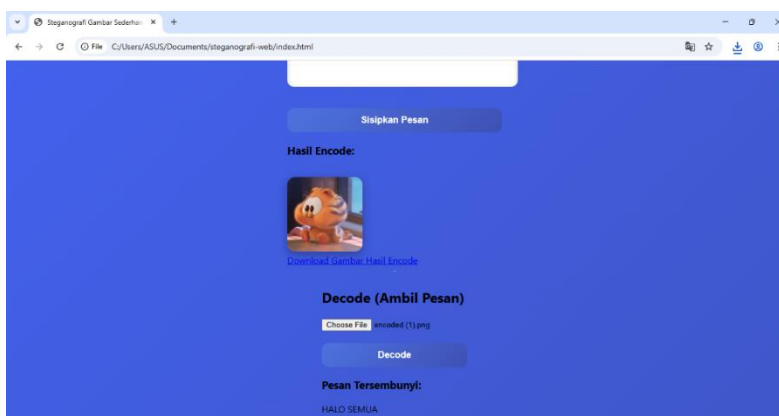 Steganografi Gambar Sederhan
File C:/Users/ASUS/Documents/steganografi-web/index.html
Sisipkan Pesan
Hasil Encode:
Download Gambar Hasil Encode
Decode (Ambil Pesan)
Choose File encoded (1).png
Decode
Pesan Tersembunyi:
HALO SEMUA